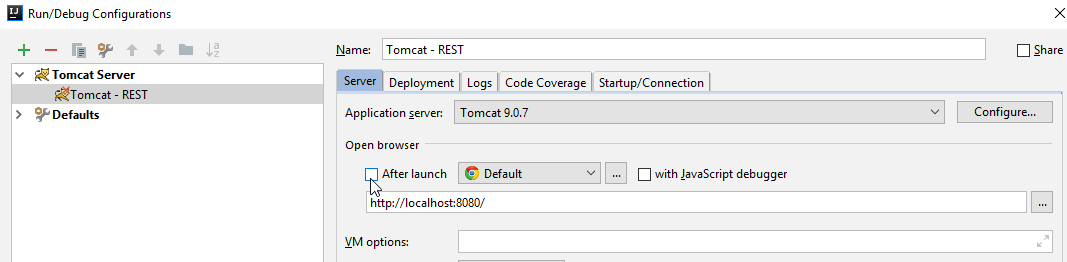 IJ Run/Debug Configurations
Name: Tomcat - REST Share
Tomcat Server
Tomcat - REST
Defaults
Server Deployment Logs Code Coverage Startup/Connection
Application server: Tomcat 9.0.7 Configure...
Open browser
After launch Default ... with JavaScript debugger
http://localhost:8080/ ...
VM options: